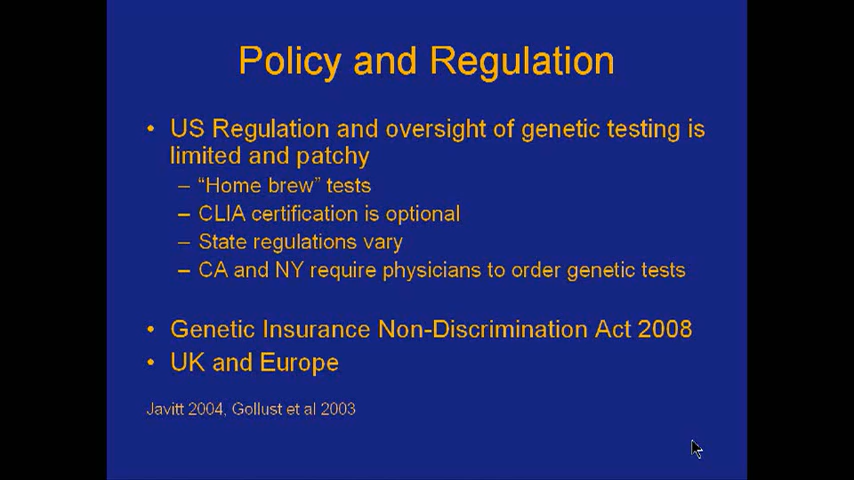 Policy and Regulation
• US Regulation and oversight of genetic testing is
limited and patchy
– “Home brew” tests
– CLIA certification is optional
– State regulations vary
– CA and NY require physicians to order genetic tests
• Genetic Insurance Non-Discrimination Act 2008
• UK and Europe
Javitt 2004, Gollust et al 2003